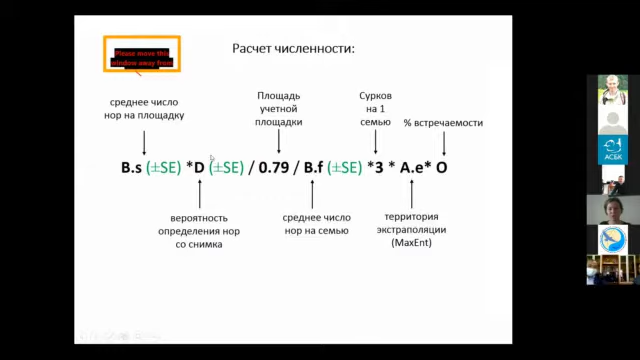 Please move this
window away from
Расчет численности:
среднее число
нор на площадку
Площадь
учетной
площадки
Сурков
на 1
семью
% встречаемости
B.s (±SE) *D (±SE) / 0.79 / B.f (±SE) *3 * A.e* O
вероятность
определения нор
со снимка
среднее число
нор на семью
территория
экстраполяции
(MaxEnt)
АСБК